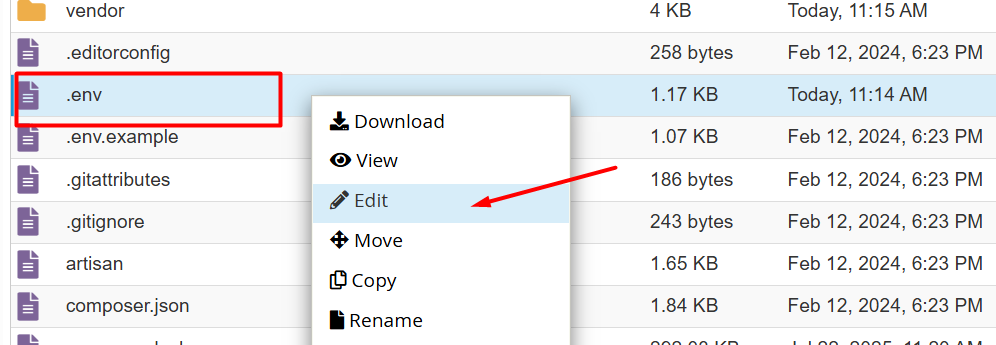 vendor 4 KB Today, 11:15 AM
.editorconfig 258 bytes Feb 12, 2024, 6:23 PM
.env 1.17 KB Today, 11:14 AM
Download
.env.example 1.07 KB Feb 12, 2024, 6:23 PM
View
.gitattributes 186 bytes Feb 12, 2024, 6:23 PM
Edit
.gitignore 243 bytes Feb 12, 2024, 6:23 PM
Move
artisan 1.65 KB Feb 12, 2024, 6:23 PM
Copy
composer.json 1.84 KB Feb 12, 2024, 6:23 PM
Rename